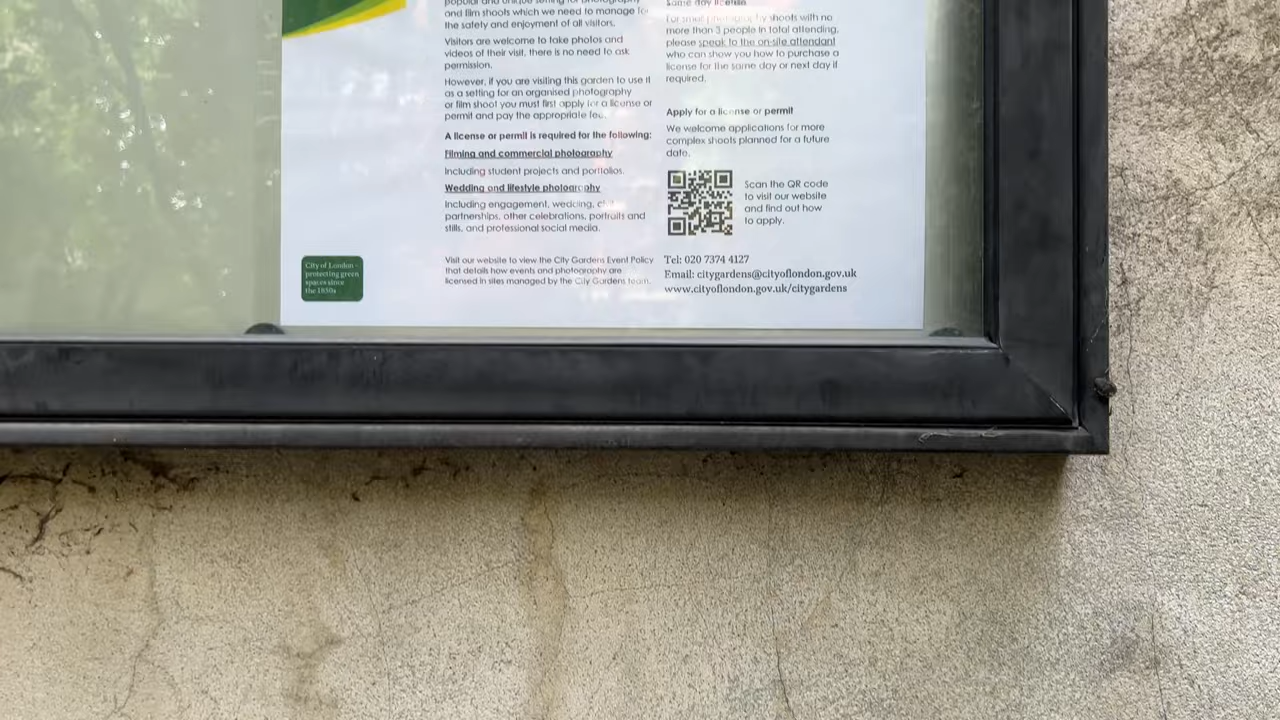 popular and unique setting for photography
and film shoots which we need to manage for
the safety and enjoyment of all visitors.
Visitors are welcome to take photos and
videos of their visit, there is no need to ask
permission.
However, if you are visiting this garden to use it
as a setting for an organised photography
or film shoot you must first apply for a license or
permit and pay the appropriate fee.
A license or permit is required for the following:
Filming and commercial photography
Including student projects and portfolios.
Wedding and lifestyle photography
Including engagement, wedding, civil
partnerships, other celebrations, portraits and
stills, and professional social media.
Visit our website to view the City Gardens Event Policy
that details how events and photography are
licensed in sites managed by the City Gardens team.
Same day license
For small photography shoots with no
more than 3 people in total attending,
please speak to the on-site attendant
who can show you how to purchase a
license for the same day or next day if
required.
Apply for a license or permit
We welcome applications for more
complex shoots planned for a future
date.
Scan the QR code
to visit our website
and find out how
to apply.
Tel: 020 7374 4127
Email: citygardens@cityoflondon.gov.uk
www.cityoflondon.gov.uk/citygardens
City of London -
protecting green
spaces since
the 1850s